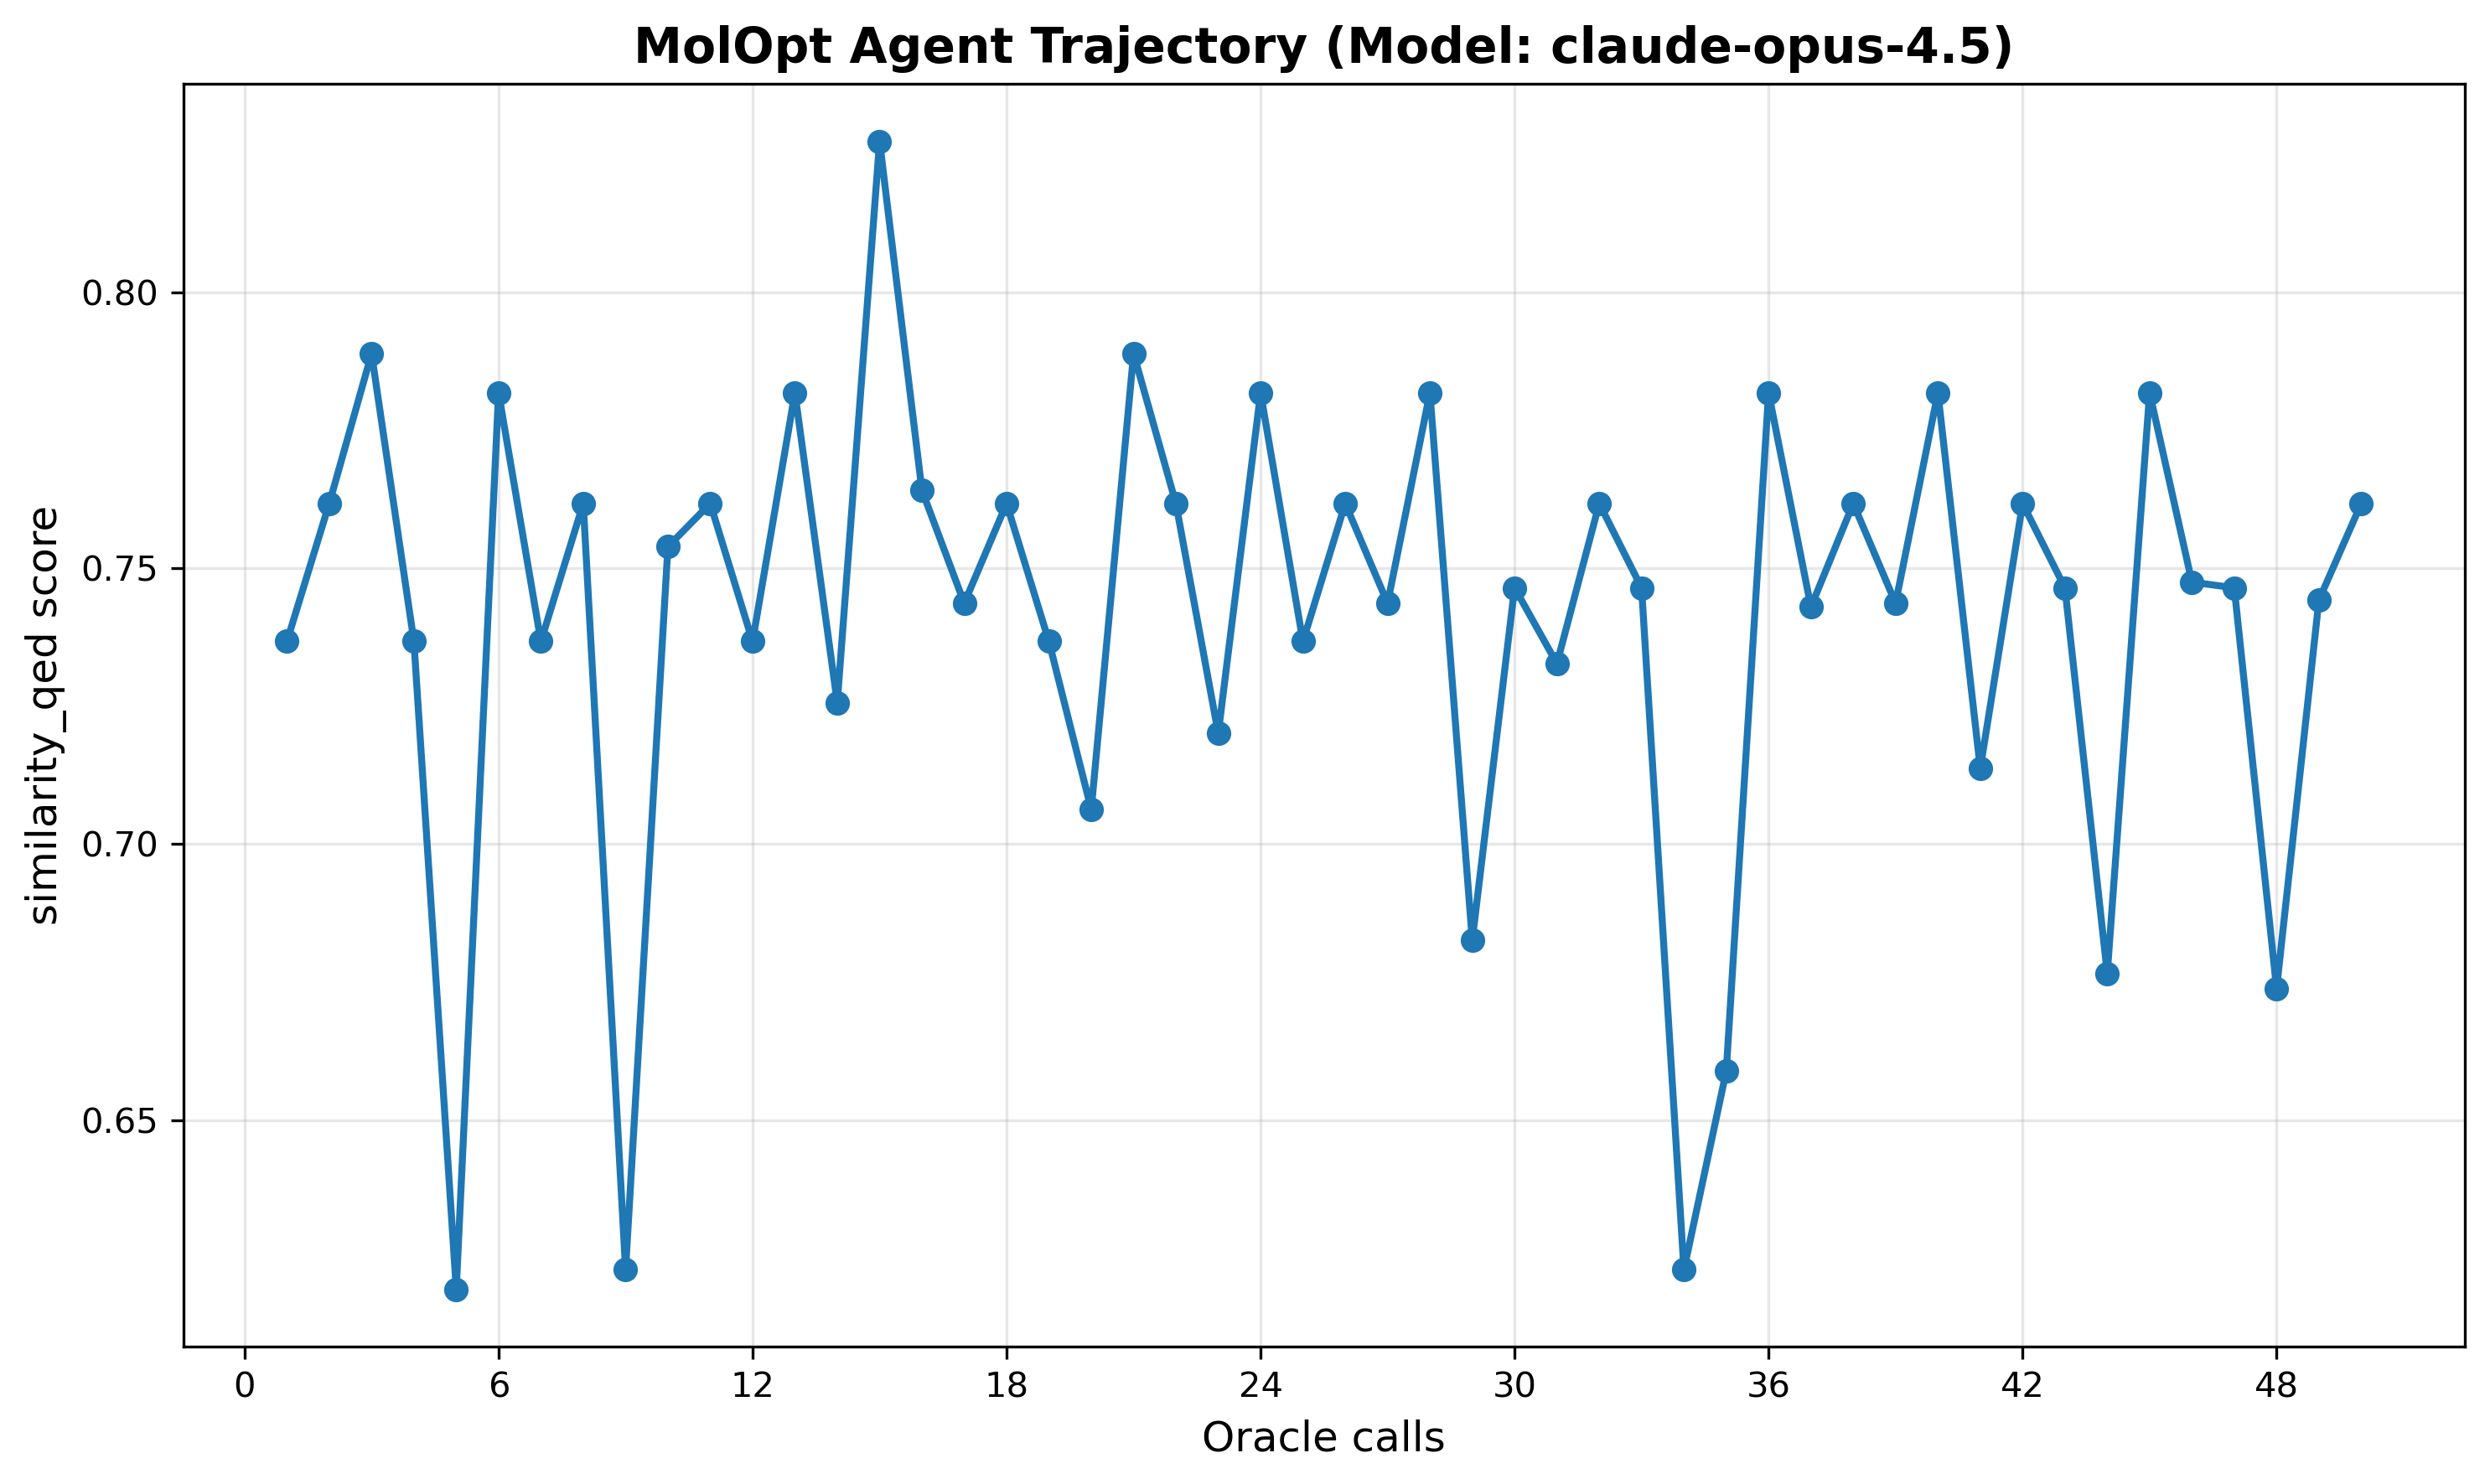 MolOpt Agent Trajectory (Model: claude-opus-4.5)
similarity_qed score
0.80
0.75
0.70
0.65
0 6 12 18 24 30 36 42 48
Oracle calls